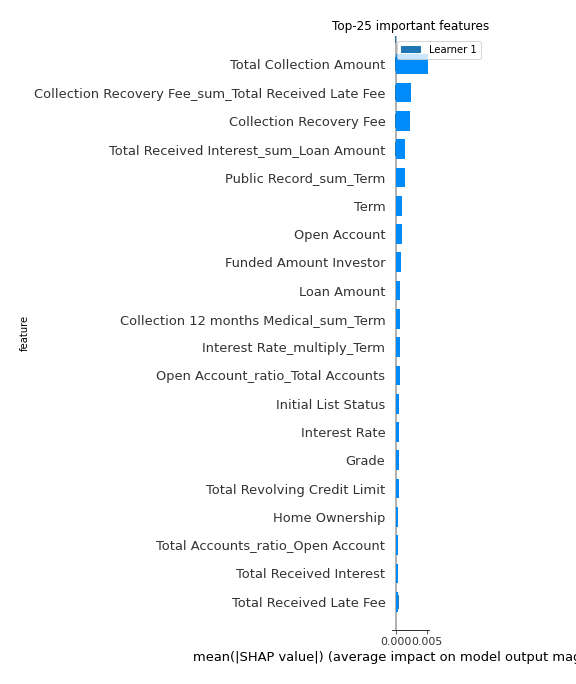 Top-25 important features
Learner 1
Total Collection Amount
Collection Recovery Fee_sum_Total Received Late Fee
Collection Recovery Fee
Total Received Interest_sum_Loan Amount
Public Record_sum_Term
Term
Open Account
Funded Amount Investor
Loan Amount
Collection 12 months Medical_sum_Term
Interest Rate_multiply_Term
Open Account_ratio_Total Accounts
Initial List Status
Interest Rate
Grade
Total Revolving Credit Limit
Home Ownership
Total Accounts_ratio_Open Account
Total Received Interest
Total Received Late Fee
feature
0.000 0.005
mean(|SHAP value|) (average impact on model output mag